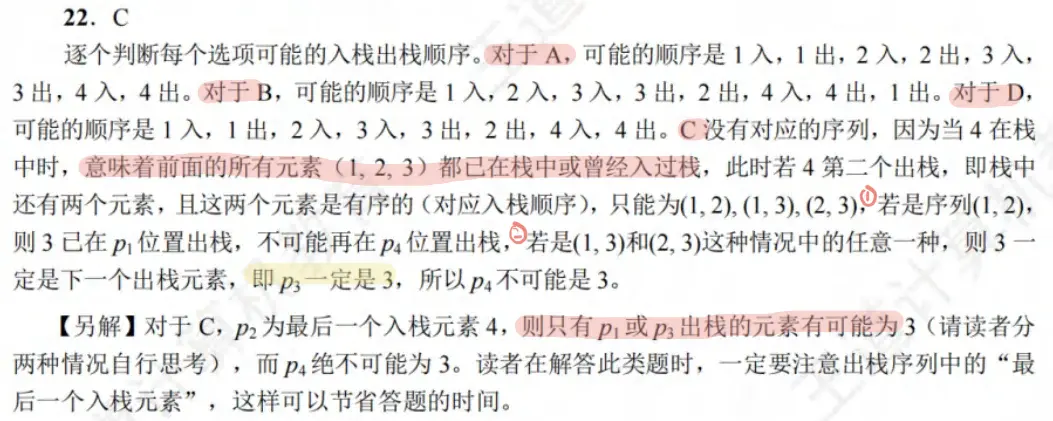 22．C
逐个判断每个选项可能的入栈出栈顺序。对于 A，可能的顺序是 1 入，1 出，2 入，2 出，3 入，
3 出，4 入，4 出。对于 B，可能的顺序是 1 入，2 入，3 入，3 出，2 出，4 入，4 出，1 出。对于 D，
可能的顺序是 1 入，1 出，2 入，3 入，3 出，2 出，4 入，4 出。C 没有对应的序列，因为当 4 在栈
中时，意味着前面的所有元素（1, 2, 3）都已在栈中或曾经入过栈，此时若 4 第二个出栈，即栈中
还有两个元素，且这两个元素是有序的（对应入栈顺序），只能为(1, 2), (1, 3), (2, 3)，①若是序列(1, 2)，
则 3 已在 p1 位置出栈，不可能再在 p4 位置出栈，②若是(1, 3)和(2, 3)这种情况中的任意一种，则 3 一
定是下一个出栈元素，即 p3 一定是 3，所以 p4 不可能是 3。
【另解】对于 C，p2 为最后一个入栈元素 4，则只有 p1 或 p3 出栈的元素有可能为 3（请读者分
两种情况自行思考），而 p4 绝不可能为 3。读者在解答此类题时，一定要注意出栈序列中的“最
后一个入栈元素”，这样可以节省答题的时间。